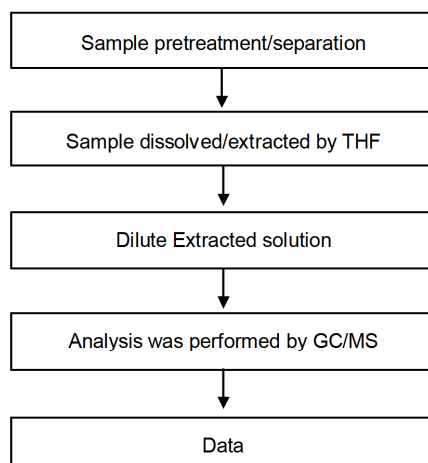 Sample pretreatment/separation
Sample dissolved/extracted by THF
Dilute Extracted solution
Analysis was performed by GC/MS
Data